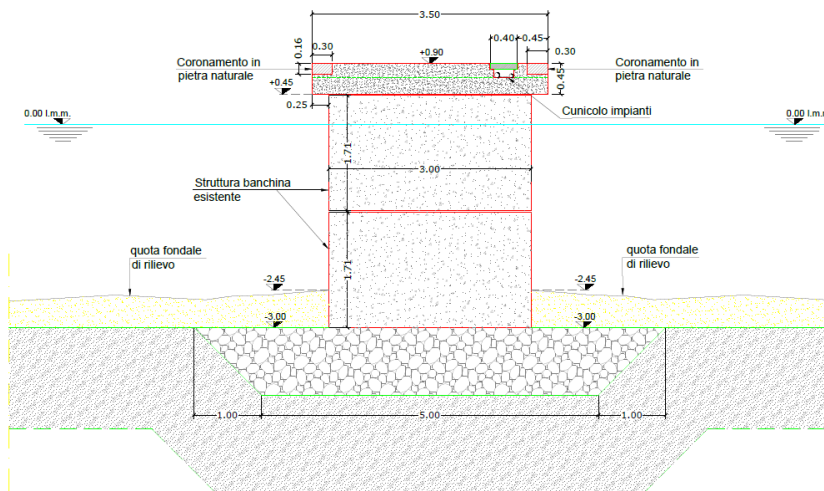 3.50
0.30
0.40
0.45
0.30
0.16
Coronamento in
pietra naturale
+0.90
Coronamento in
pietra naturale
0.45
+0.45
0.25
Cunicolo impianti
0.00 l.m.m.
0.00 l.m.m.
1.71
3.00
Struttura banchina
esistente
1.71
quota fondale
di rilievo
quota fondale
di rilievo
-2.45
-2.45
-3.00
-3.00
1.00
5.00
1.00